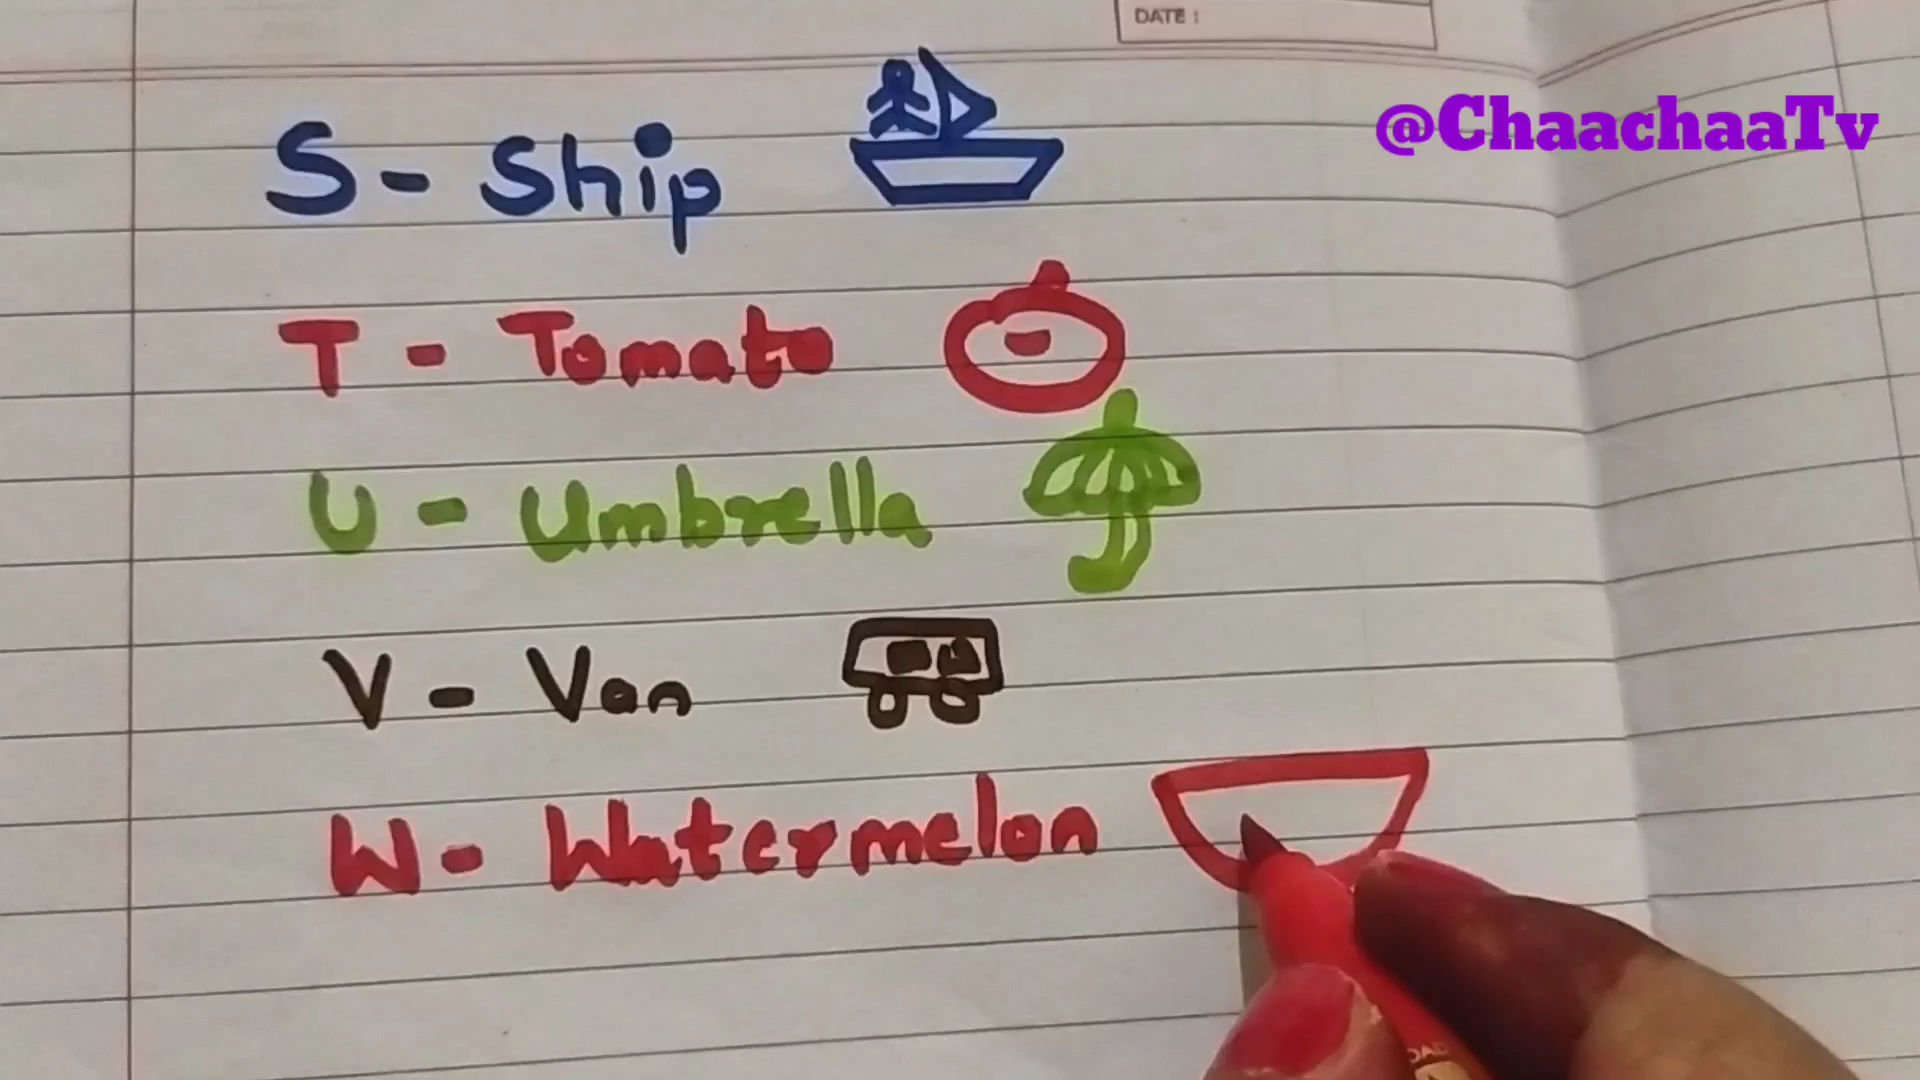 DATE :
@ChaachaaTv
S - Ship
T - Tomato
U - Umbrella
V - Van
W - Watermelon